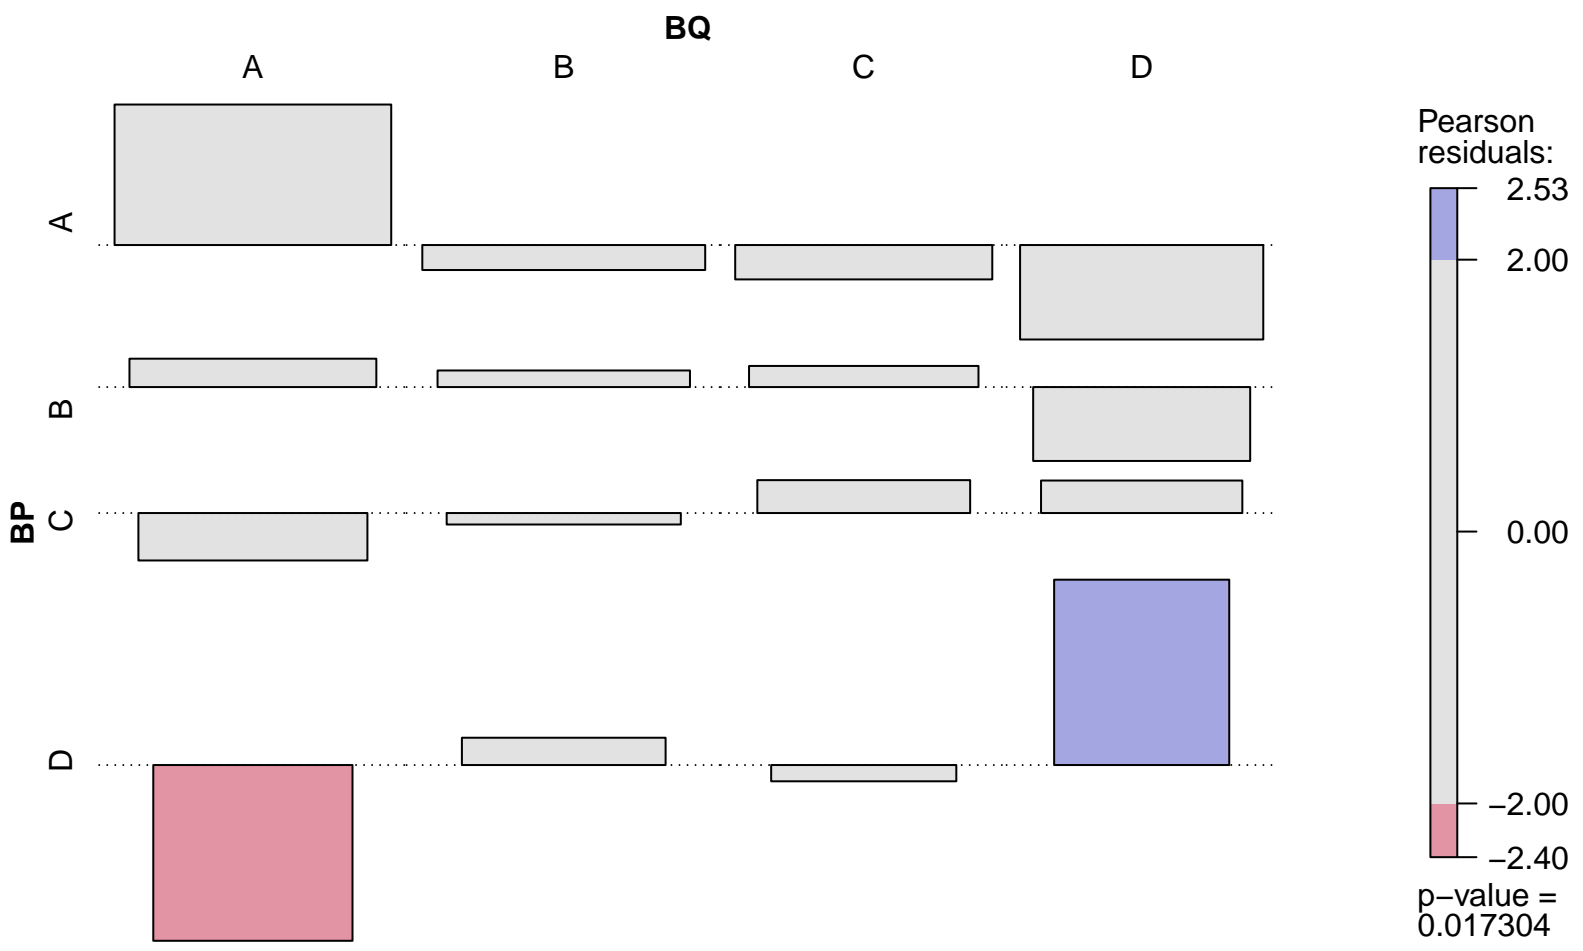 BQ
A B C D
A
B
C
D
BP
Pearson
residuals:
2.53
2.00
0.00
−2.00
−2.40
p−value =
0.017304